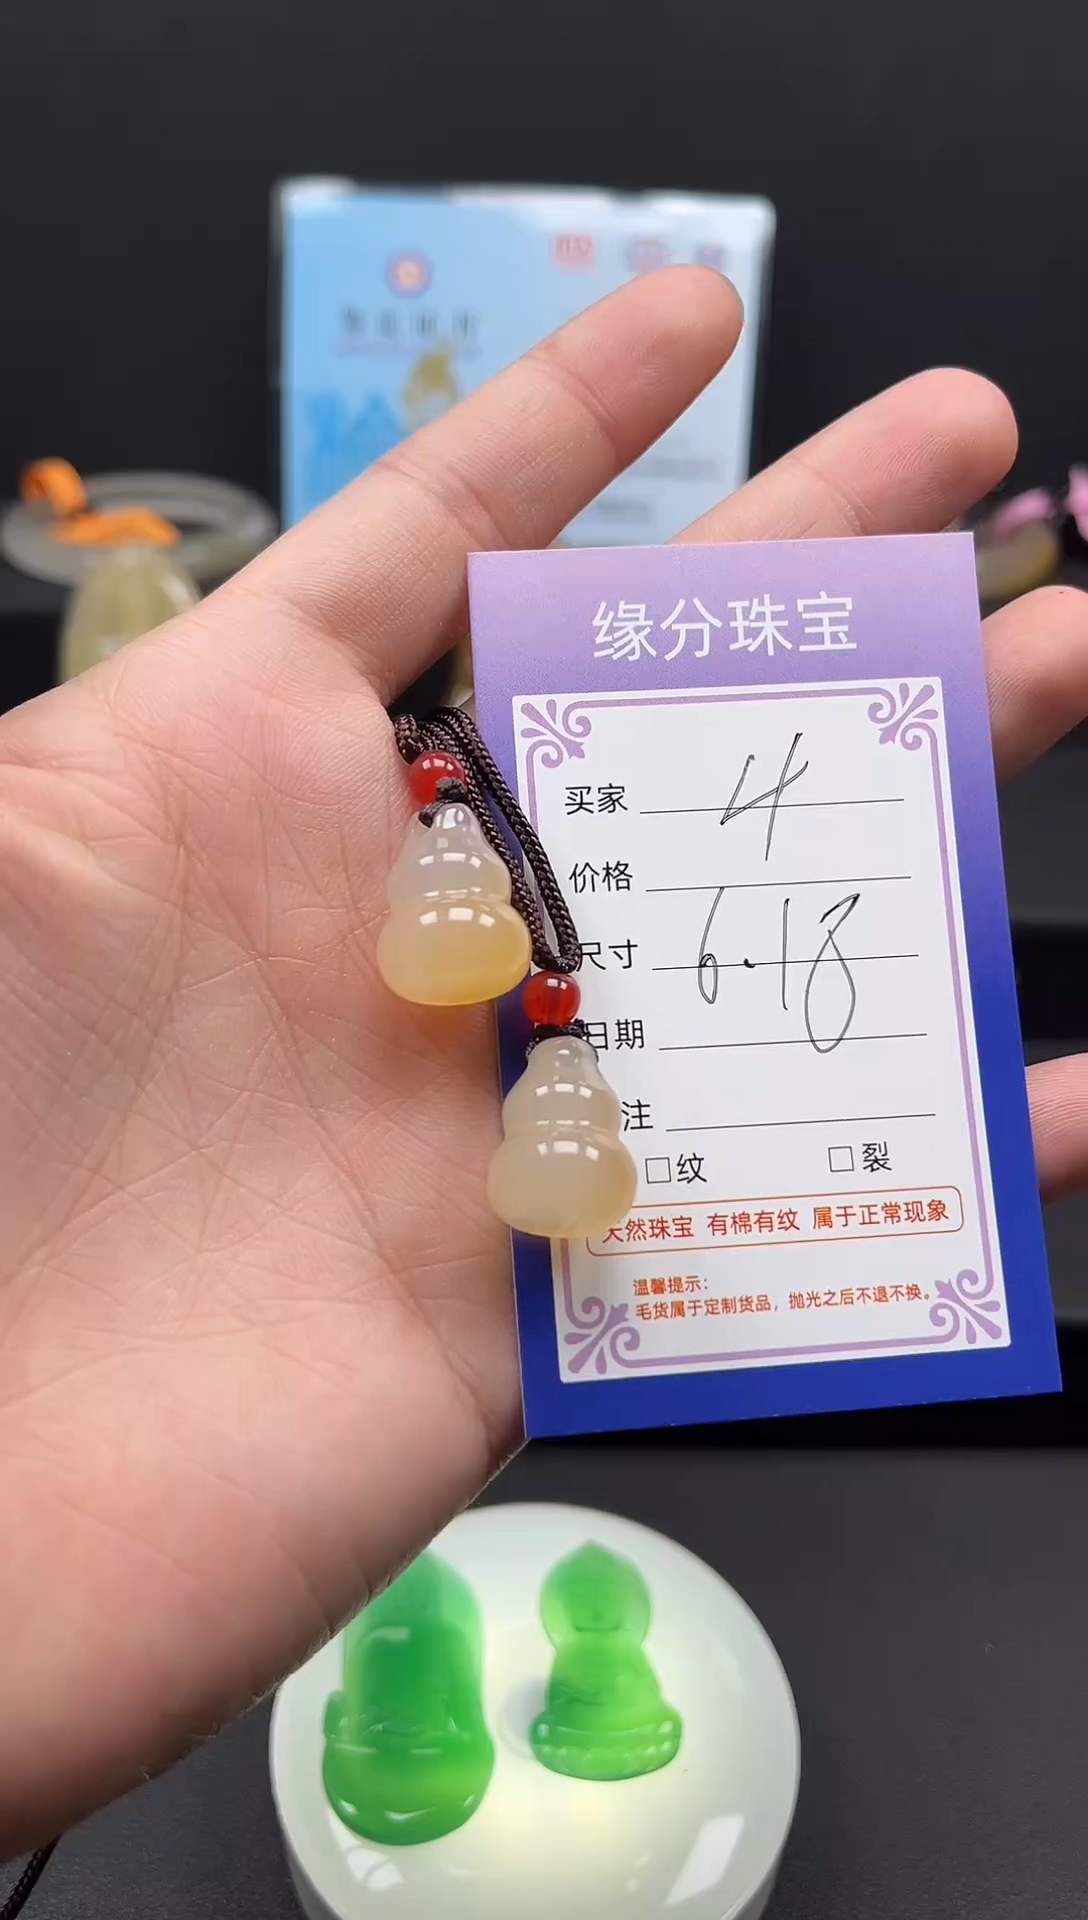 缘分珠宝
买家 4
价格
尺寸 6.18
日期
注
□纹 □裂
天然珠宝 有棉有纹 属于正常现象
温馨提示：
毛货属于定制货品，抛光之后不退不换。